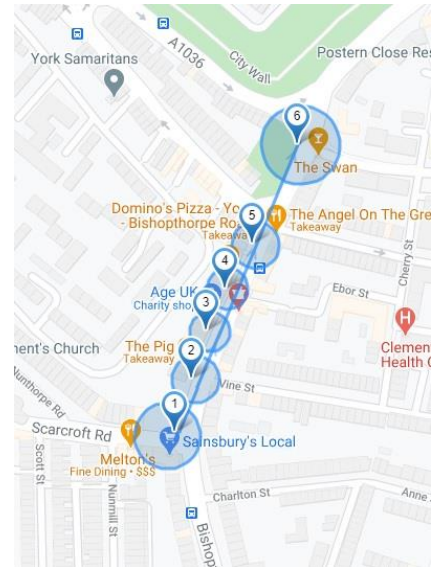 York Samaritans
A1036
City Wall
Postern Close Res
6
The Swan
Domino's Pizza - Yo
- Bishopthorpe Roa
Takeaway
5
The Angel On The Gre
Takeaway
4
Age UK
Charity sho
Ebor St
Cherry St
3
Clement
Health C
The Pig
Takeaway
2
ent's Church
Nunthorpe Rd
Vine St
1
Scarcroft Rd
Sainsbury's Local
Melton's
Fine Dining • $$$
Scott St
Nunmill St
Charlton St
Anne
Bishop